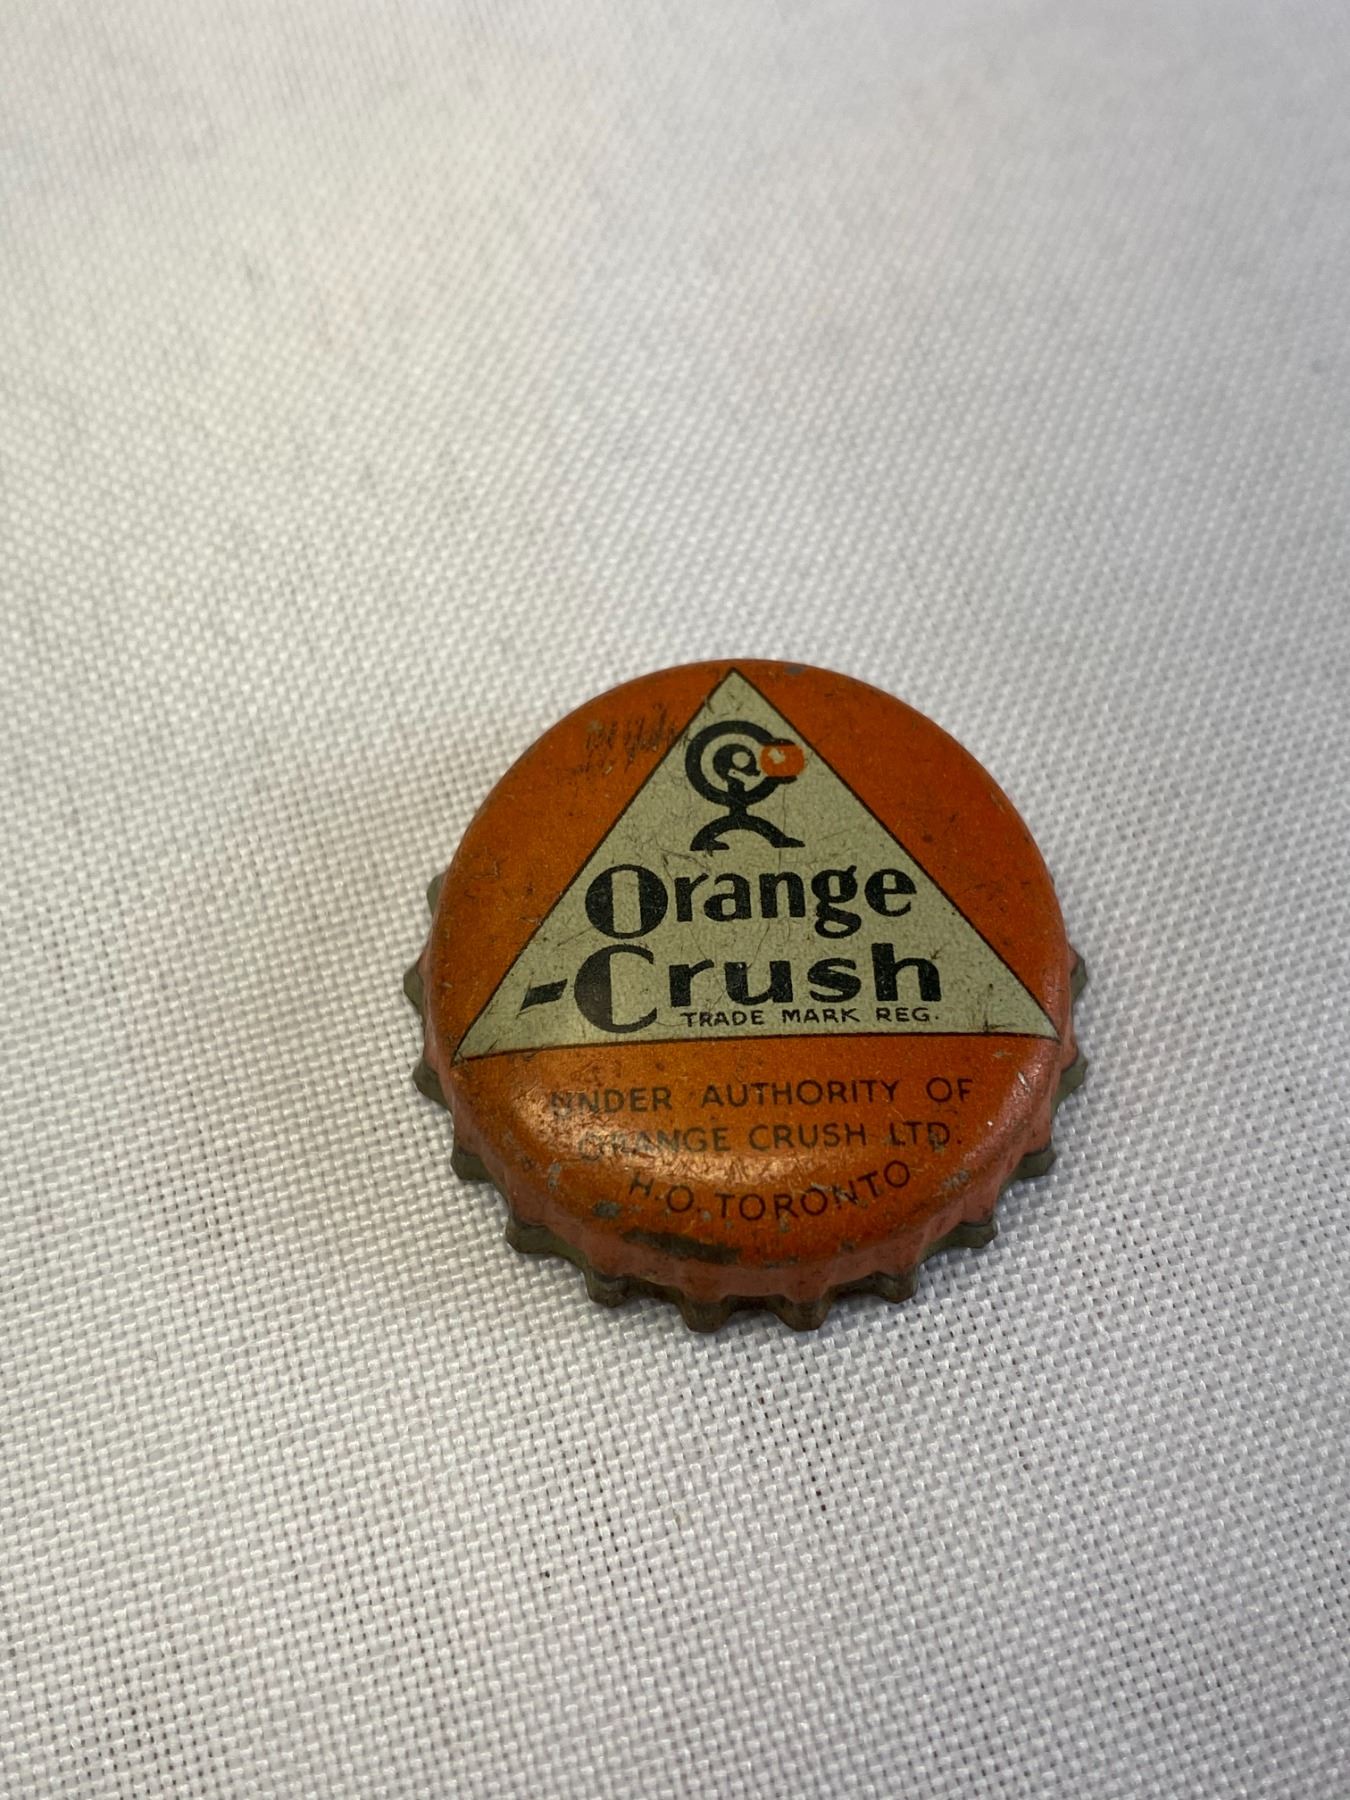 Orange
-Crush
TRADE MARK REG.
UNDER AUTHORITY OF
ORANGE CRUSH LTD.
H.O. TORONTO